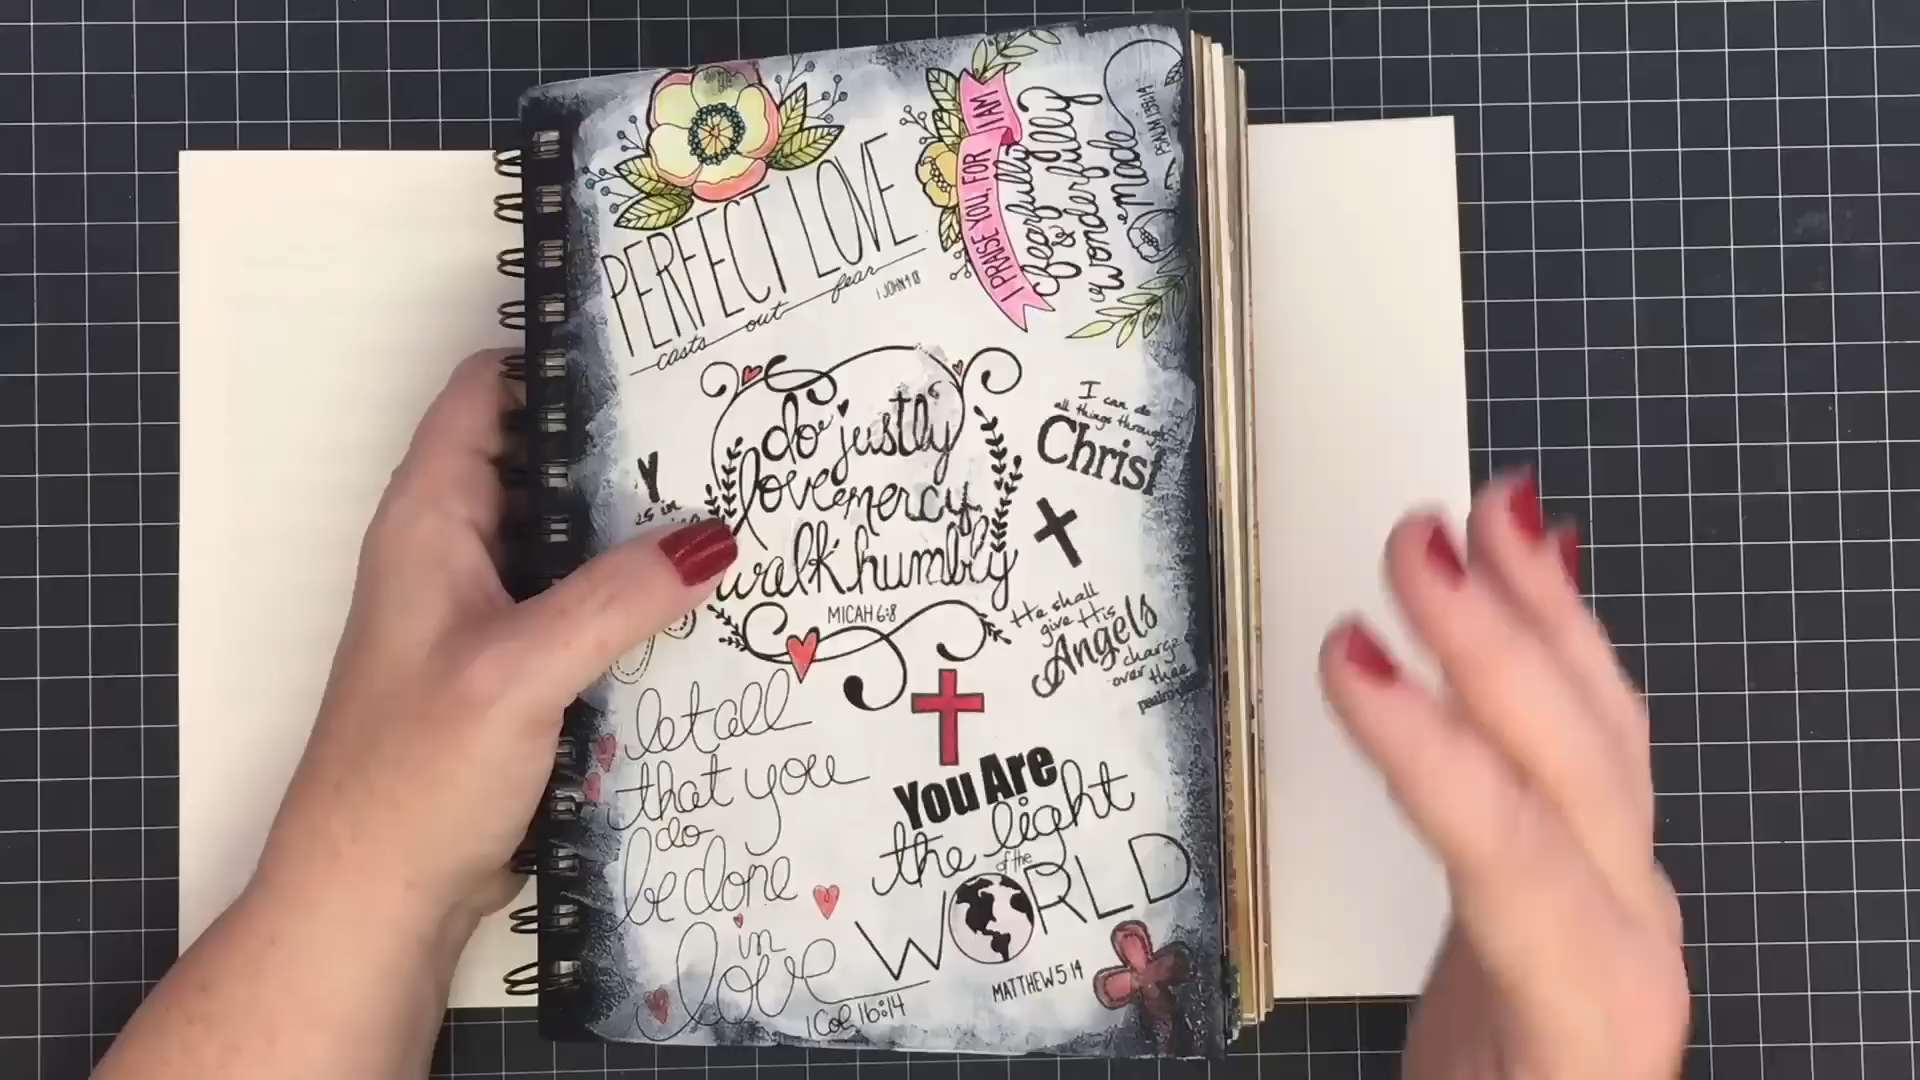 PERFECT LOVE
casts out fear
1 JOHN 4:18
I PRAISE YOU, FOR I AM
fearfully
&
wonderfully
made
PSALM 139:14
do justly
love mercy
walk humbly
MICAH 6:8
I can do
all things through
Christ
He shall
give His
Angels
charge
over thee
psalm
let all
that you
do
be done
in
love
1 Cor 16:14
You Are
the light
of the
WORLD
MATTHEW 5:14